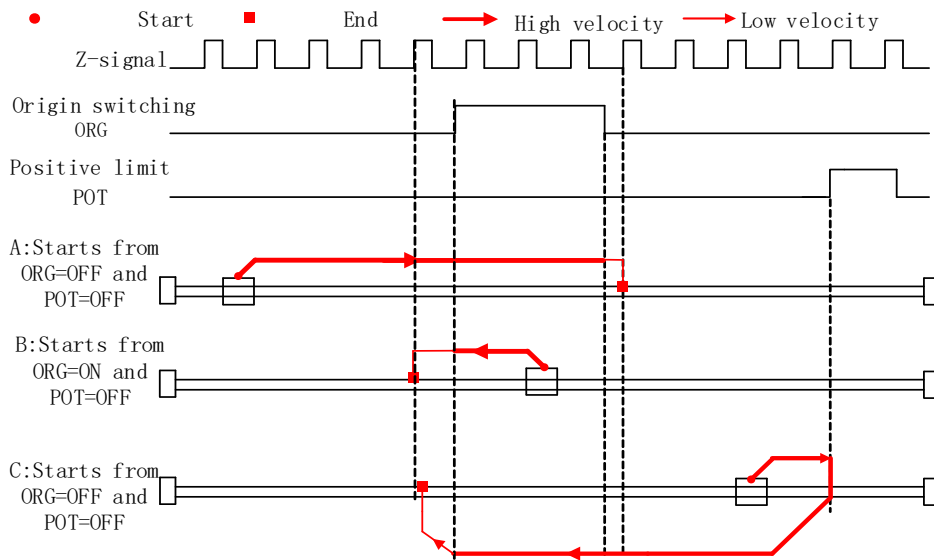 Start End High velocity Low velocity
Z-signal
Origin switching
ORG
Positive limit
POT
A:Starts from
ORG=OFF and
POT=OFF
B:Starts from
ORG=ON and
POT=OFF
C:Starts from
ORG=OFF and
POT=OFF